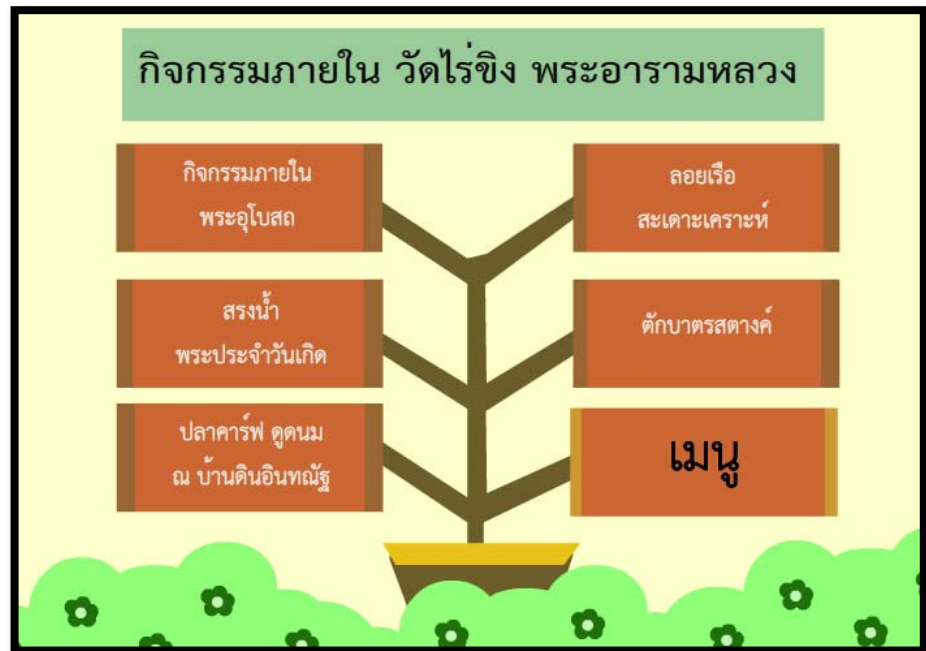 กิจกรรมภายใน วัดไร่ขิง พระอารามหลวง
กิจกรรมภายใน
พระอุโบสถ
ลอยเรือ
สะเดาะเคราะห์
สรงน้ำ
พระประจำวันเกิด
ตักบาตรสตางค์
ปลาคาร์ฟ ดูดนม
ณ บ้านดินอินทณัฐ
เมนู